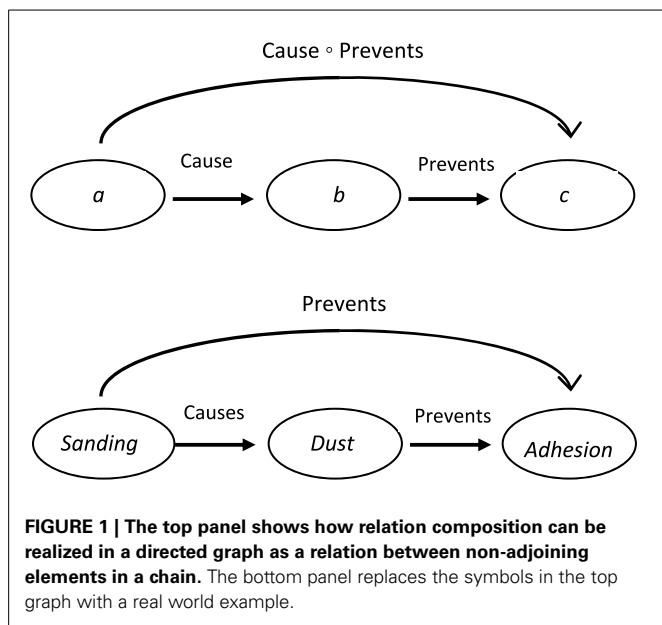 Cause ∘ Prevents
Cause
Prevents
a
b
c
Prevents
Causes
Prevents
Sanding
Dust
Adhesion
FIGURE 1 | The top panel shows how relation composition can be
realized in a directed graph as a relation between non-adjoining
elements in a chain. The bottom panel replaces the symbols in the top
graph with a real world example.